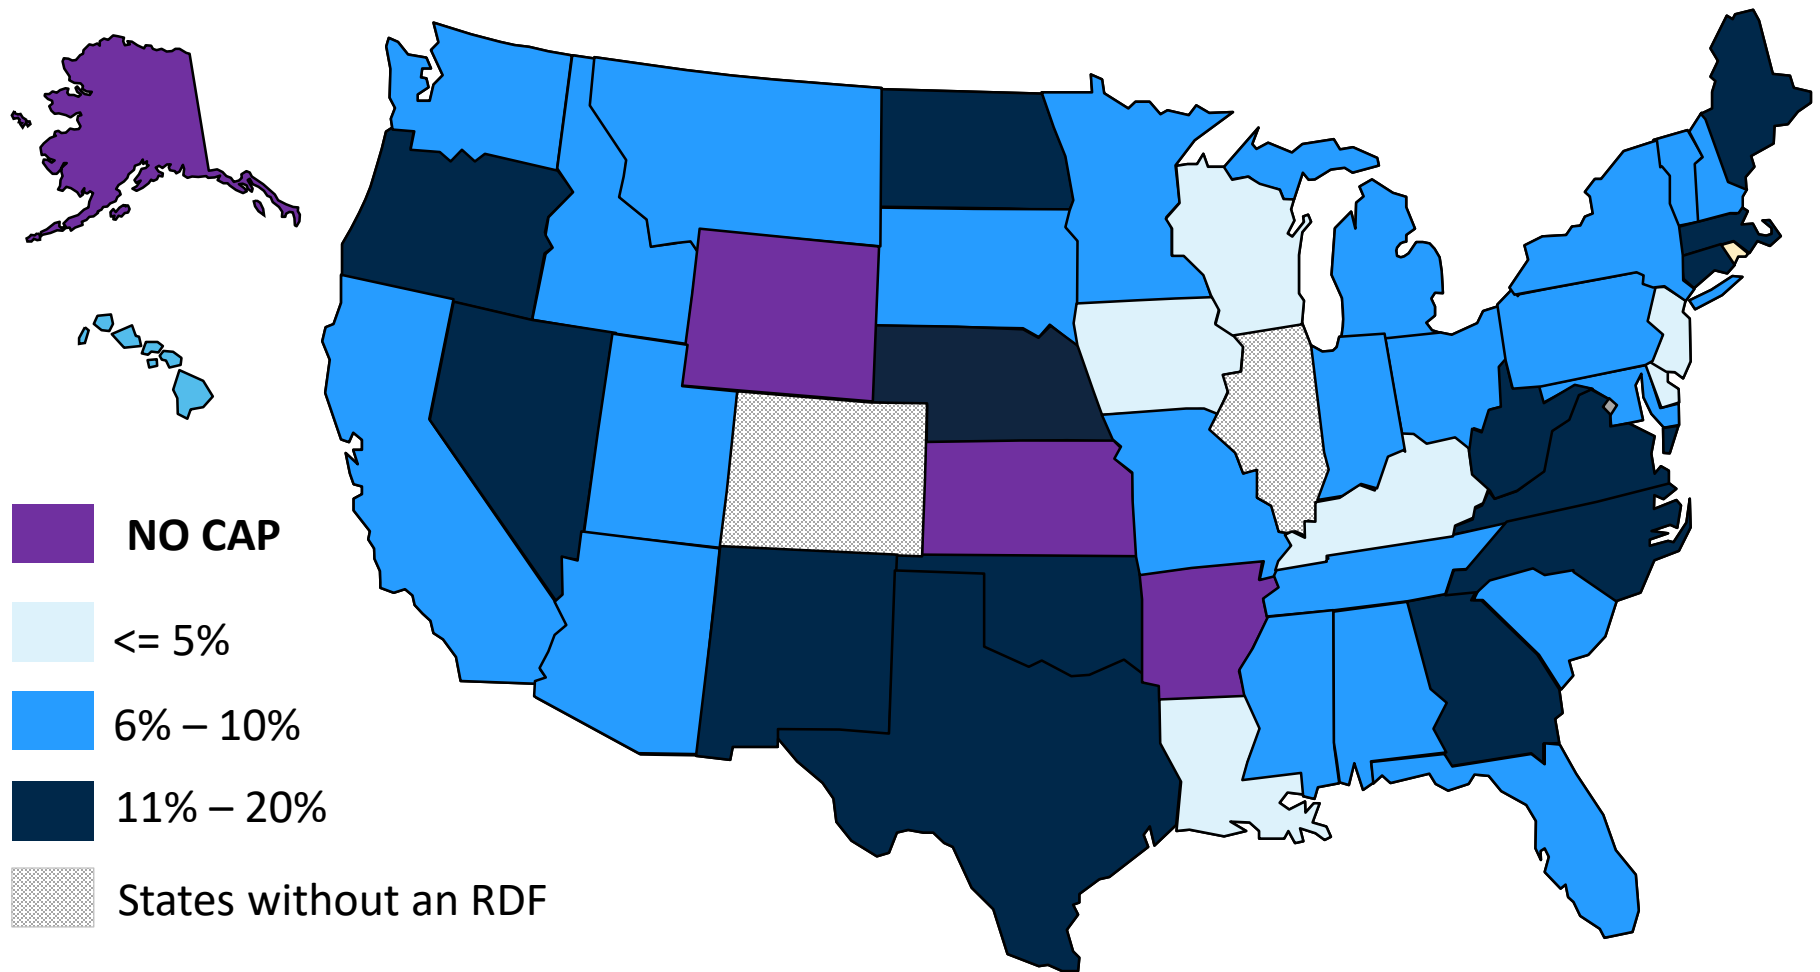 NO CAP
<= 5%
6% – 10%
11% – 20%
States without an RDF